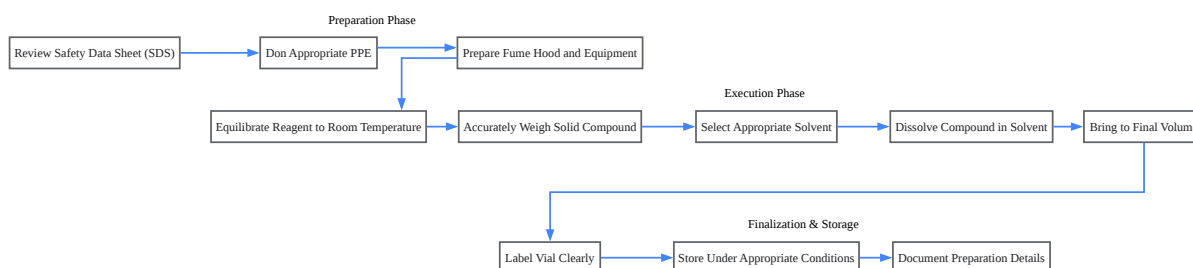 Preparation Phase
Review Safety Data Sheet (SDS)
Don Appropriate PPE
Prepare Fume Hood and Equipment
Execution Phase
Equilibrate Reagent to Room Temperature
Accurately Weigh Solid Compound
Select Appropriate Solvent
Dissolve Compound in Solvent
Bring to Final Volum
Finalization & Storage
Label Vial Clearly
Store Under Appropriate Conditions
Document Preparation Details